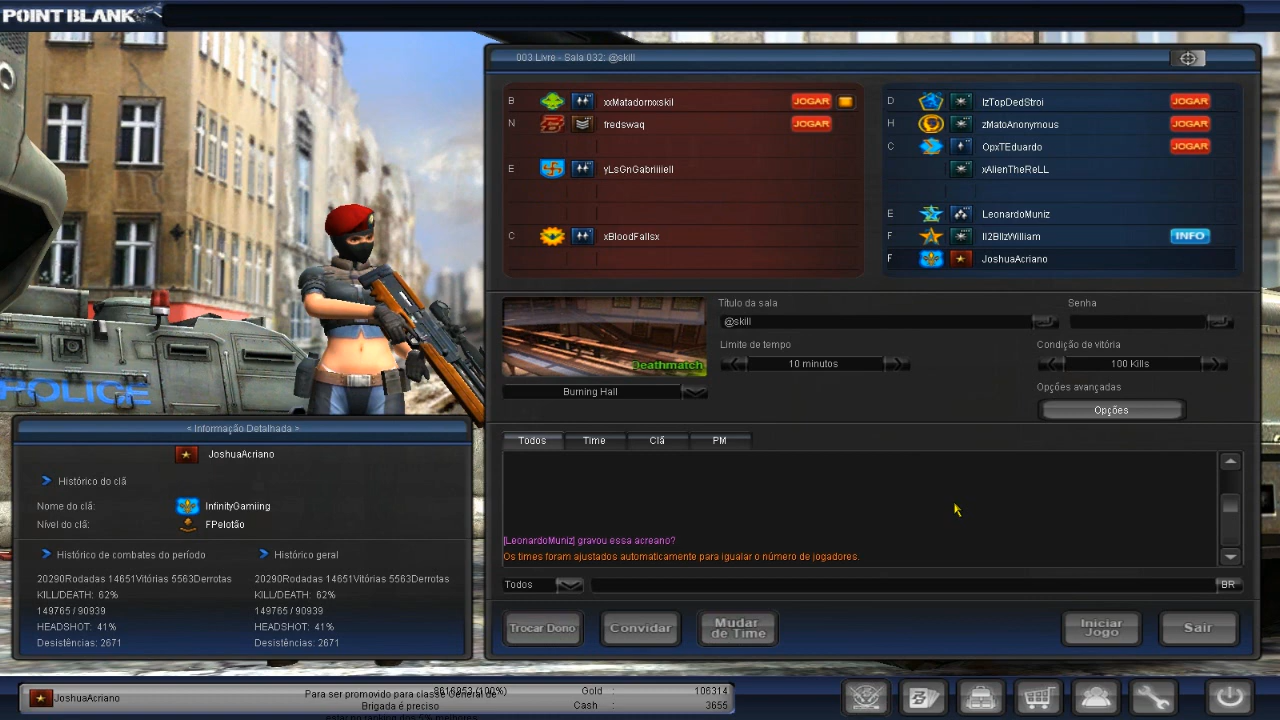 POINT BLANK
003 Livre - Sala 032: @skill
B xxMatadornxskil JOGAR
N fredswaq JOGAR
E yLsGnGabriiiiell
C xBloodFallsx
D IzTopDedStroi JOGAR
H zMatoAnonymous JOGAR
C OpxTEduardo JOGAR
xAlienTheReLL
E LeonardoMuniz
F II2BIIzWilliam INFO
F JoshuaAcriano
POLICE
Deathmatch
Burning Hall
Título da sala
@skill
Senha
Limite de tempo
10 minutos
Condição de vitória
100 Kills
Opções avançadas
Opções
Todos Time Clã PM
[LeonardoMuniz] gravou essa acreano?
Os times foram ajustados automaticamente para igualar o número de jogadores.
Todos
BR
Trocar Dono
Convidar
Mudar
de Time
Iniciar
Jogo
Sair
< Informação Detalhada >
JoshuaAcriano
Histórico do clã
Nome do clã: InfinityGamiing
Nível do clã: FPelotão
Histórico de combates do período
20290Rodadas 14651Vitórias 5563Derrotas
KILL/DEATH: 62%
149765 / 90939
HEADSHOT: 41%
Desistências: 2671
Histórico geral
20290Rodadas 14651Vitórias 5563Derrotas
KILL/DEATH: 62%
149765 / 90939
HEADSHOT: 41%
Desistências: 2671
JoshuaAcriano
Para ser promovido para classe General de
Brigada é preciso
Gold : 106314
Cash : 3655